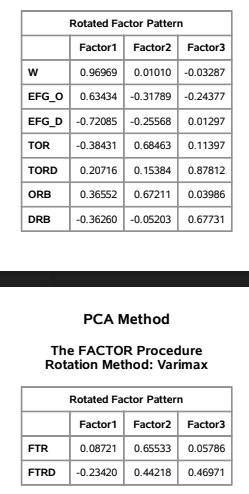 Rotated Factor Pattern
Factor1 Factor2 Factor3
W 0.96969 0.01010 -0.03287
EFG_O 0.63434 -0.31789 -0.24377
EFG_D -0.72085 -0.25568 0.01297
TOR -0.38431 0.68463 0.11397
TORD 0.20716 0.15384 0.87812
ORB 0.36552 0.67211 0.03986
DRB -0.36260 -0.05203 0.67731
PCA Method
The FACTOR Procedure
Rotation Method: Varimax
Rotated Factor Pattern
Factor1 Factor2 Factor3
FTR 0.08721 0.65533 0.05786
FTRD -0.23420 0.44218 0.46971